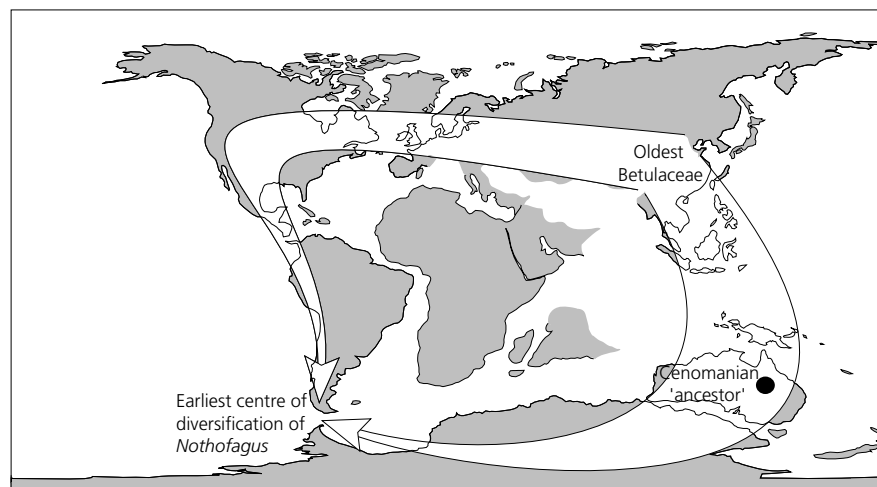 Oldest
Betulaceae
Cenomanian
'ancestor'
Earliest centre of
diversification of
Nothofagus